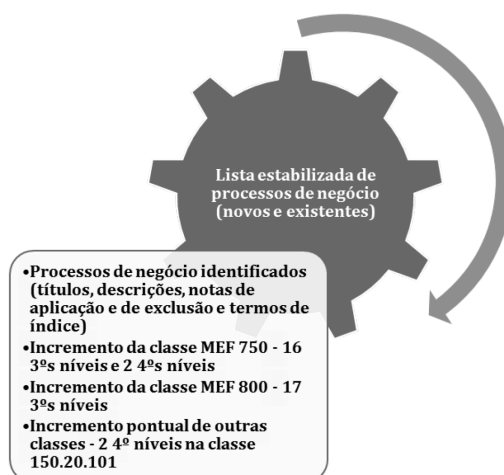 Lista estabilizada de
processos de negócio
(novos e existentes)
•Processos de negócio identificados
(títulos, descrições, notas de
aplicação e de exclusão e termos de
índice)
•Incremento da classe MEF 750 - 16
3ºs níveis e 2 4ºs níveis
•Incremento da classe MEF 800 - 17
3ºs níveis
•Incremento pontual de outras
classes - 2 4º níveis na classe
150.20.101